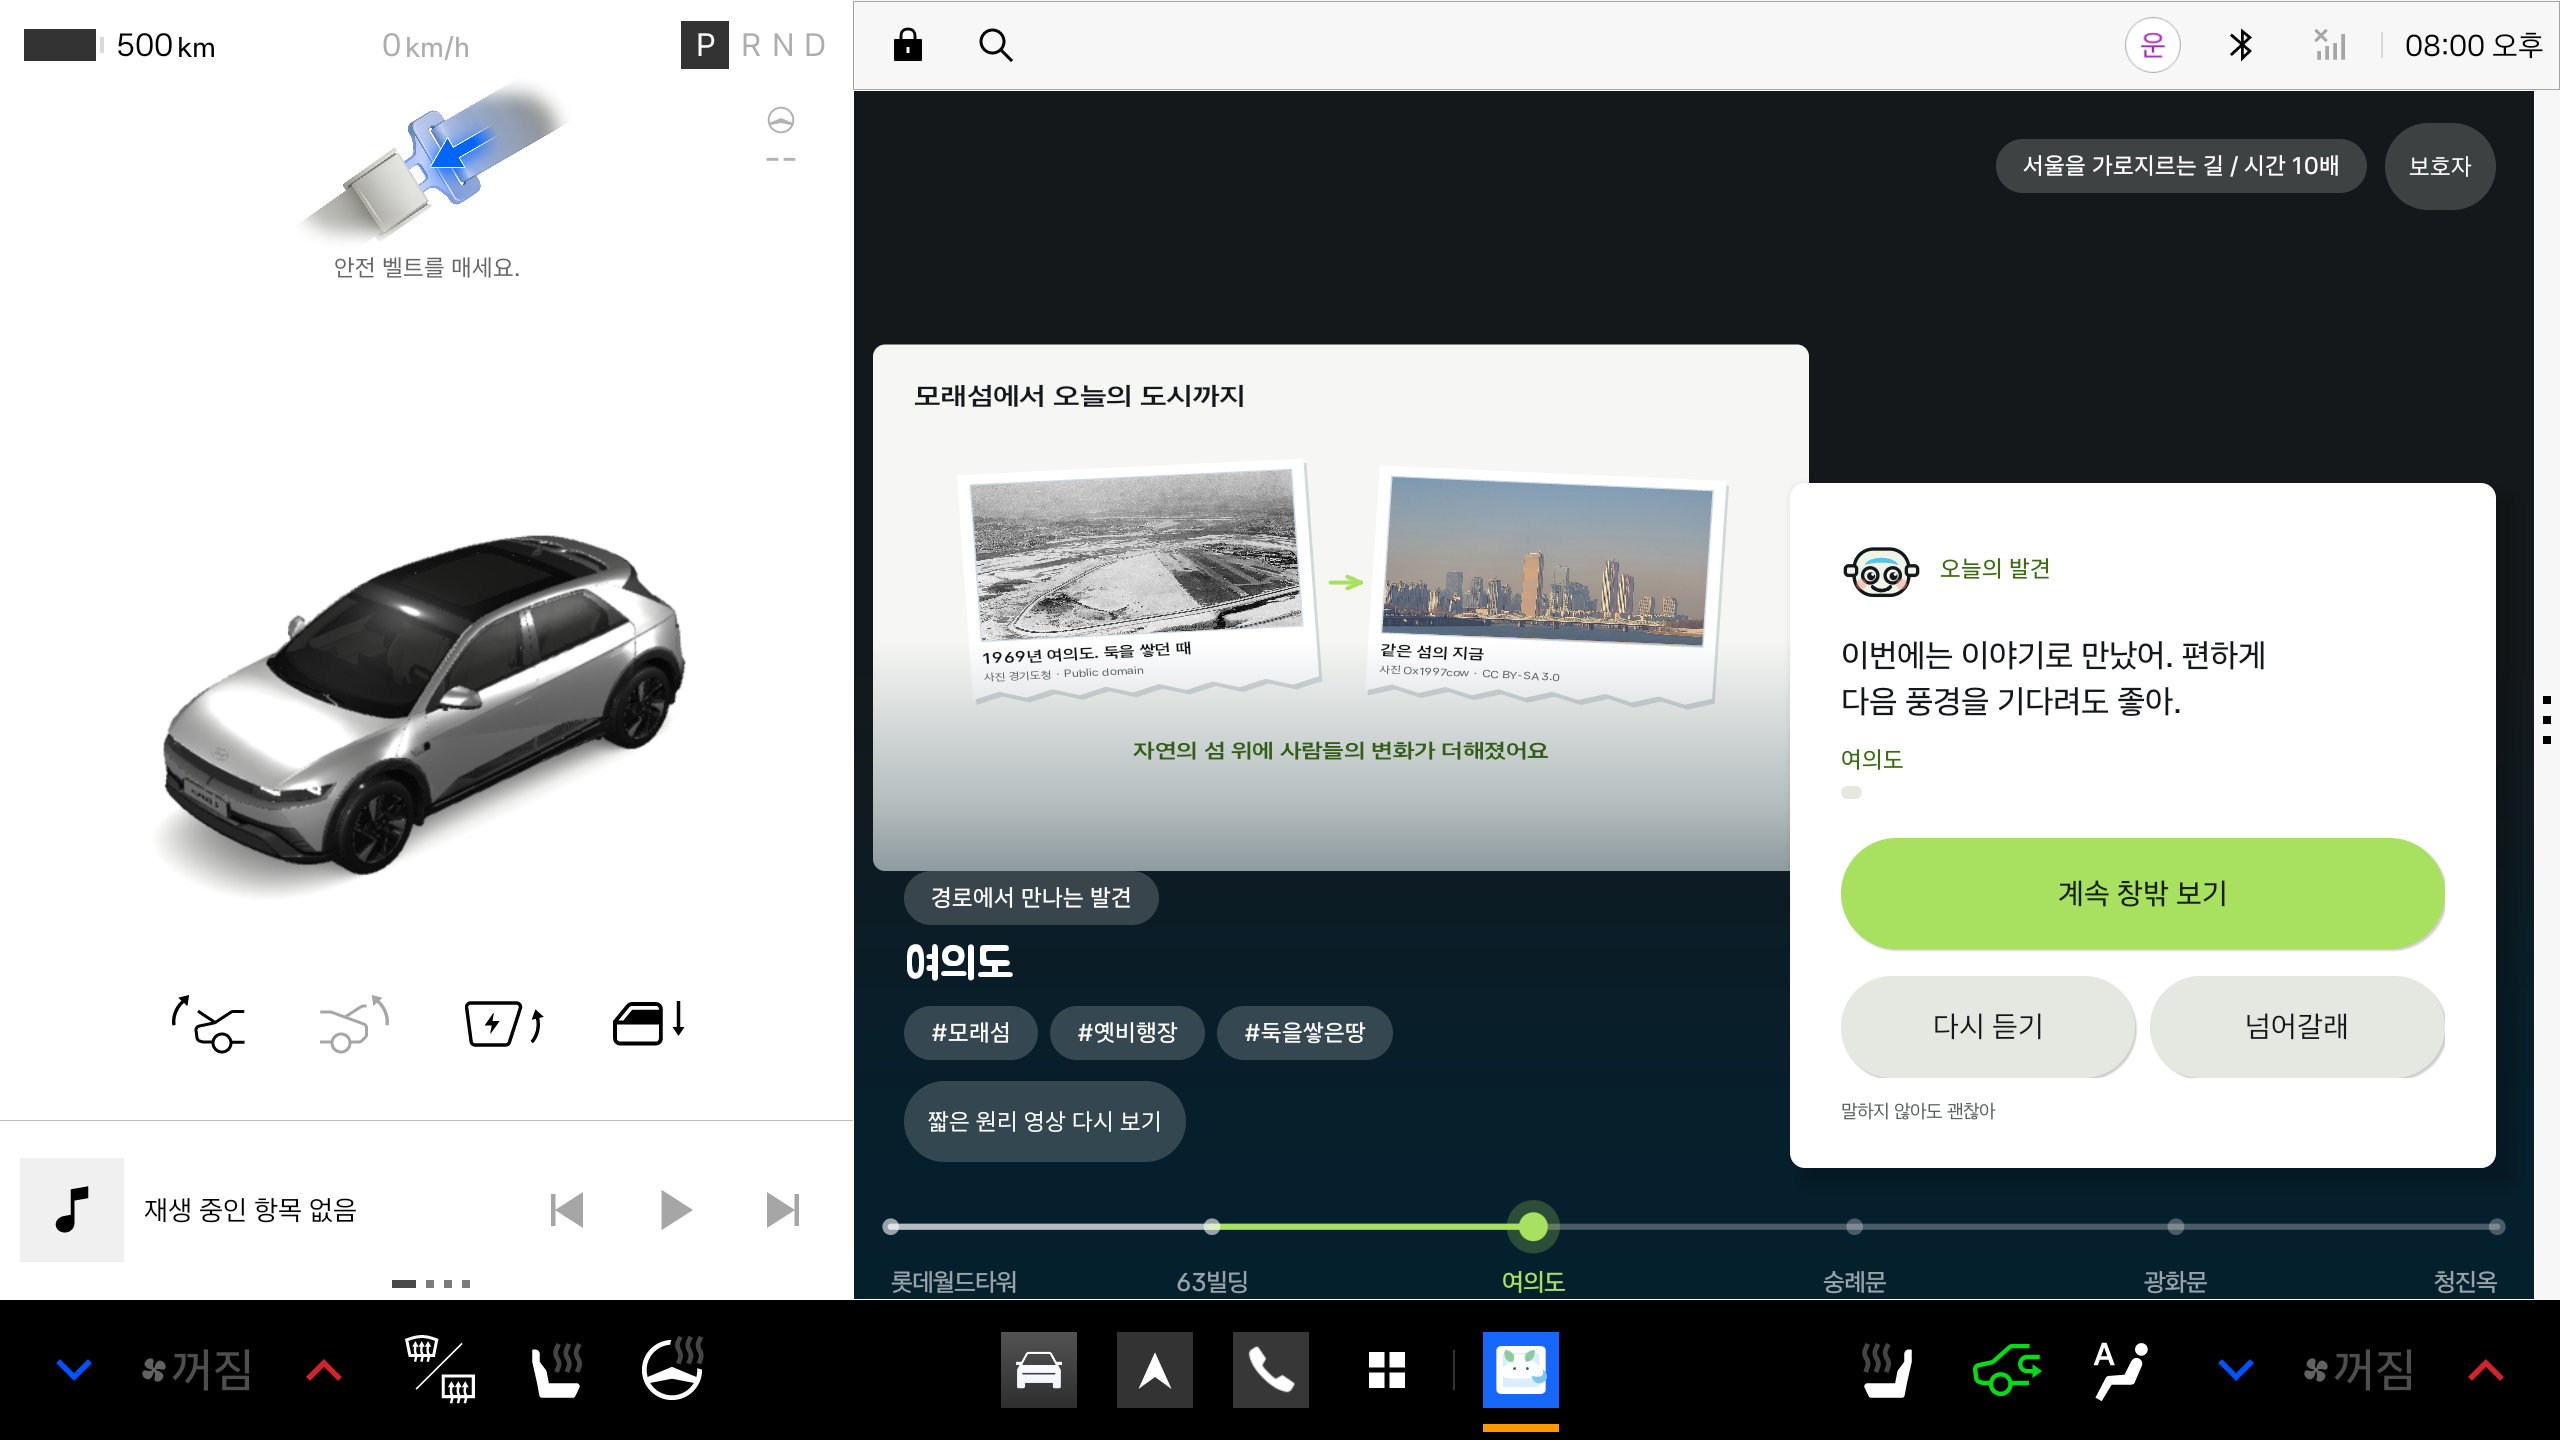 500 km
0 km/h
P R N D
운
08:00 오후
안전 벨트를 매세요.
서울을 가로지르는 길 / 시간 10배
보호자
모래섬에서 오늘의 도시까지
1969년 여의도. 둑을 쌓던 때
사진 경기도청 · Public domain
같은 섬의 지금
사진 Ox1997cow · CC BY-SA 3.0
자연의 섬 위에 사람들의 변화가 더해졌어요
오늘의 발견
이번에는 이야기로 만났어. 편하게
다음 풍경을 기다려도 좋아.
여의도
계속 창밖 보기
다시 듣기
넘어갈래
말하지 않아도 괜찮아
경로에서 만나는 발견
여의도
#모래섬
#옛비행장
#둑을쌓은땅
짧은 원리 영상 다시 보기
재생 중인 항목 없음
롯데월드타워
63빌딩
여의도
숭례문
광화문
청진옥
꺼짐
A
꺼짐